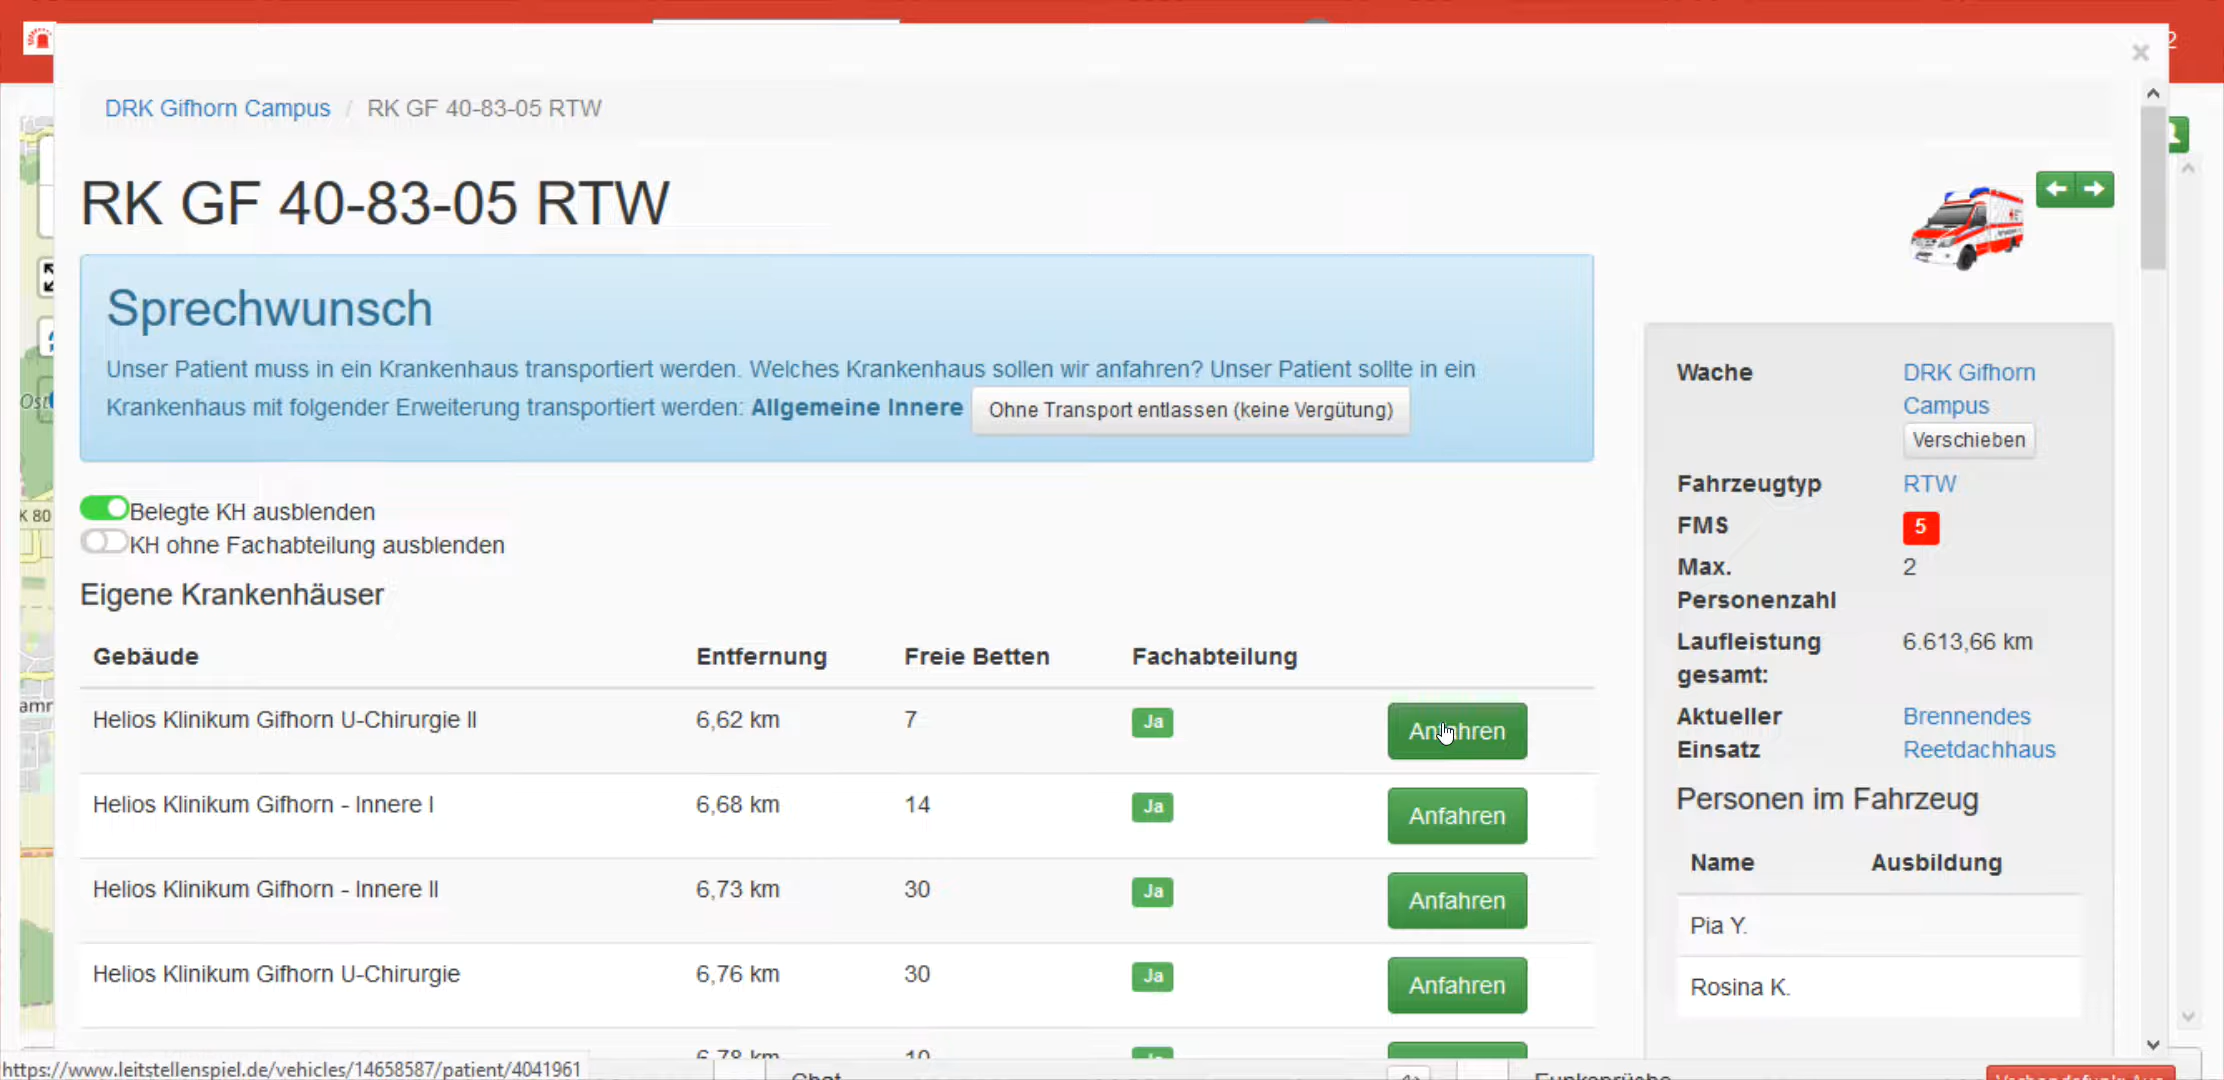 DRK Gifhorn Campus / RK GF 40-83-05 RTW
RK GF 40-83-05 RTW
Sprechwunsch
Unser Patient muss in ein Krankenhaus transportiert werden. Welches Krankenhaus sollen wir anfahren? Unser Patient sollte in ein
Krankenhaus mit folgender Erweiterung transportiert werden: Allgemeine Innere Ohne Transport entlassen (keine Vergütung)
Belegte KH ausblenden
KH ohne Fachabteilung ausblenden
Eigene Krankenhäuser
Gebäude Entfernung Freie Betten Fachabteilung
Helios Klinikum Gifhorn U-Chirurgie II 6,62 km 7 Ja Anfahren
Helios Klinikum Gifhorn - Innere I 6,68 km 14 Ja Anfahren
Helios Klinikum Gifhorn - Innere II 6,73 km 30 Ja Anfahren
Helios Klinikum Gifhorn U-Chirurgie 6,76 km 30 Ja Anfahren
6,78 km 10
Wache DRK Gifhorn
Campus
Verschieben
Fahrzeugtyp RTW
FMS 5
Max. 2
Personenzahl
Laufleistung 6.613,66 km
gesamt:
Aktueller Brennendes
Einsatz Reetdachhaus
Personen im Fahrzeug
Name Ausbildung
Pia Y.
Rosina K.
K 80
https://www.leitstellenspiel.de/vehicles/14658587/patient/4041961
Chat
Funksprüche